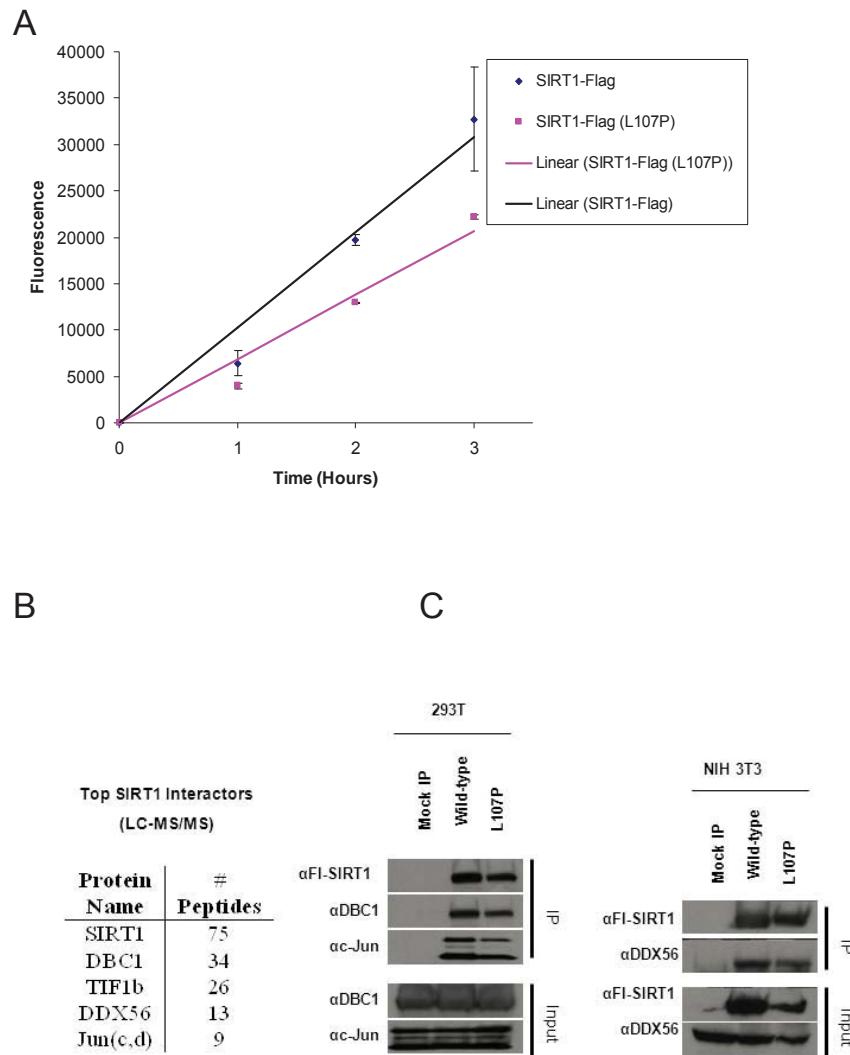 A
40000
35000
30000
25000
20000
15000
10000
5000
0
Fluorescence
0 1 2 3
Time (Hours)
SIRT1-Flag
SIRT1-Flag (L107P)
Linear (SIRT1-Flag (L107P))
Linear (SIRT1-Flag)
B
Top SIRT1 Interactors
(LC-MS/MS)
Protein Name # Peptides
SIRT1 75
DBC1 34
TIF1b 26
DDX56 13
Jun(c,d) 9
C
293T
Mock IP
Wild-type
L107P
αFl-SIRT1
αDBC1
αc-Jun
IP
αDBC1
αc-Jun
Input
NIH 3T3
Mock IP
Wild-type
L107P
αFl-SIRT1
αDDX56
IP
αFl-SIRT1
αDDX56
Input